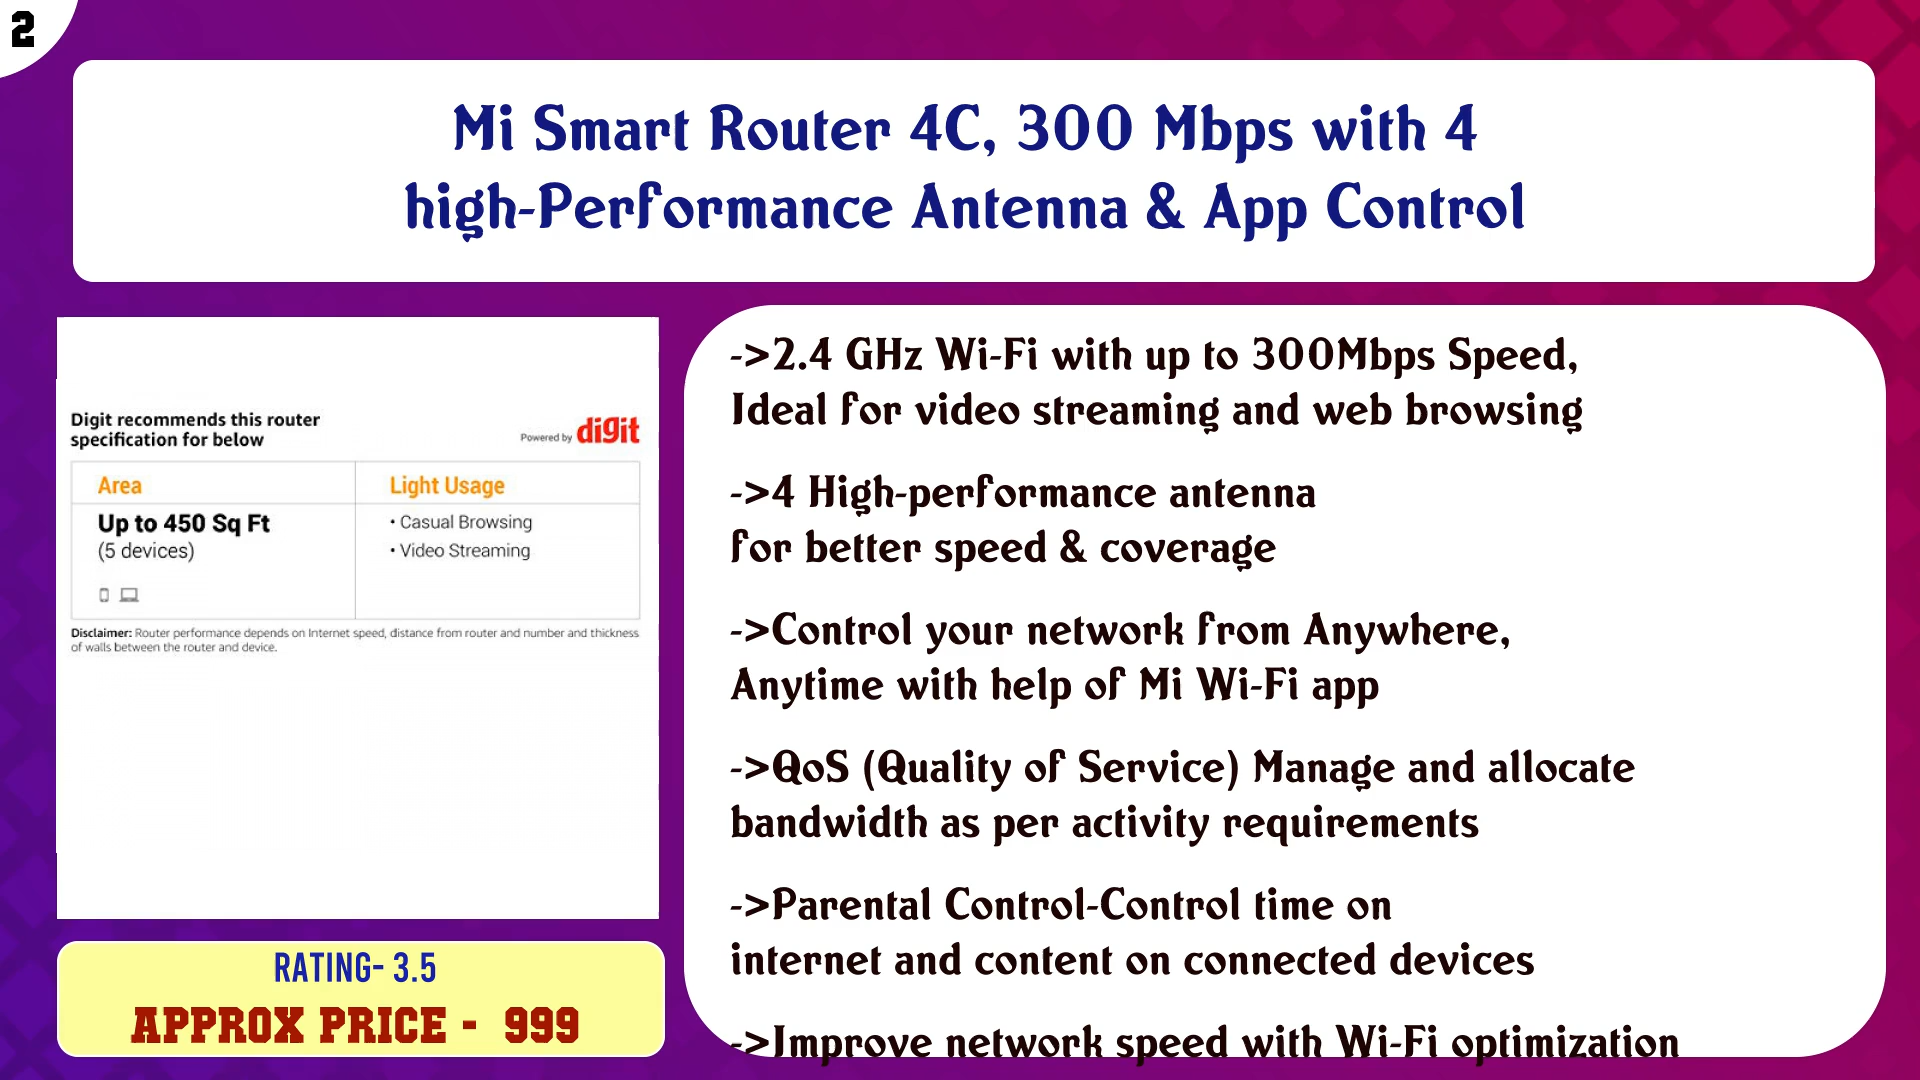 2
Mi Smart Router 4C, 300 Mbps with 4
high-Performance Antenna & App Control
Digit recommends this router
specification for below
Powered by digit
Area
Light Usage
Up to 450 Sq Ft
(5 devices)
• Casual Browsing
• Video Streaming
Disclaimer: Router performance depends on Internet speed, distance from router and number and thickness
of walls between the router and device.
RATING- 3.5
APPROX PRICE - 999
->2.4 GHz Wi-Fi with up to 300Mbps Speed,
Ideal for video streaming and web browsing
->4 High-performance antenna
for better speed & coverage
->Control your network from Anywhere,
Anytime with help of Mi Wi-Fi app
->QoS (Quality of Service) Manage and allocate
bandwidth as per activity requirements
->Parental Control-Control time on
internet and content on connected devices
->Improve network speed with Wi-Fi optimization